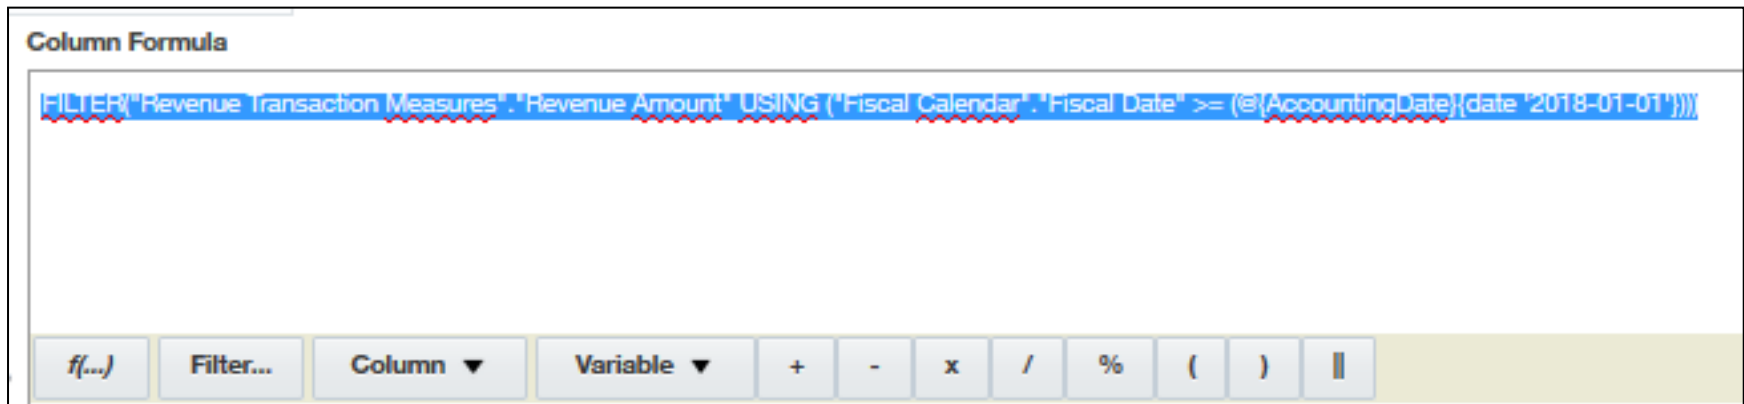 Column Formula
FILTER("Revenue Transaction Measures"."Revenue Amount" USING ("Fiscal Calendar"."Fiscal Date" >= (@{AccountingDate}{date '2018-01-01'})))
f(...) Filter... Column ▼ Variable ▼ + - x / % ( ) ||